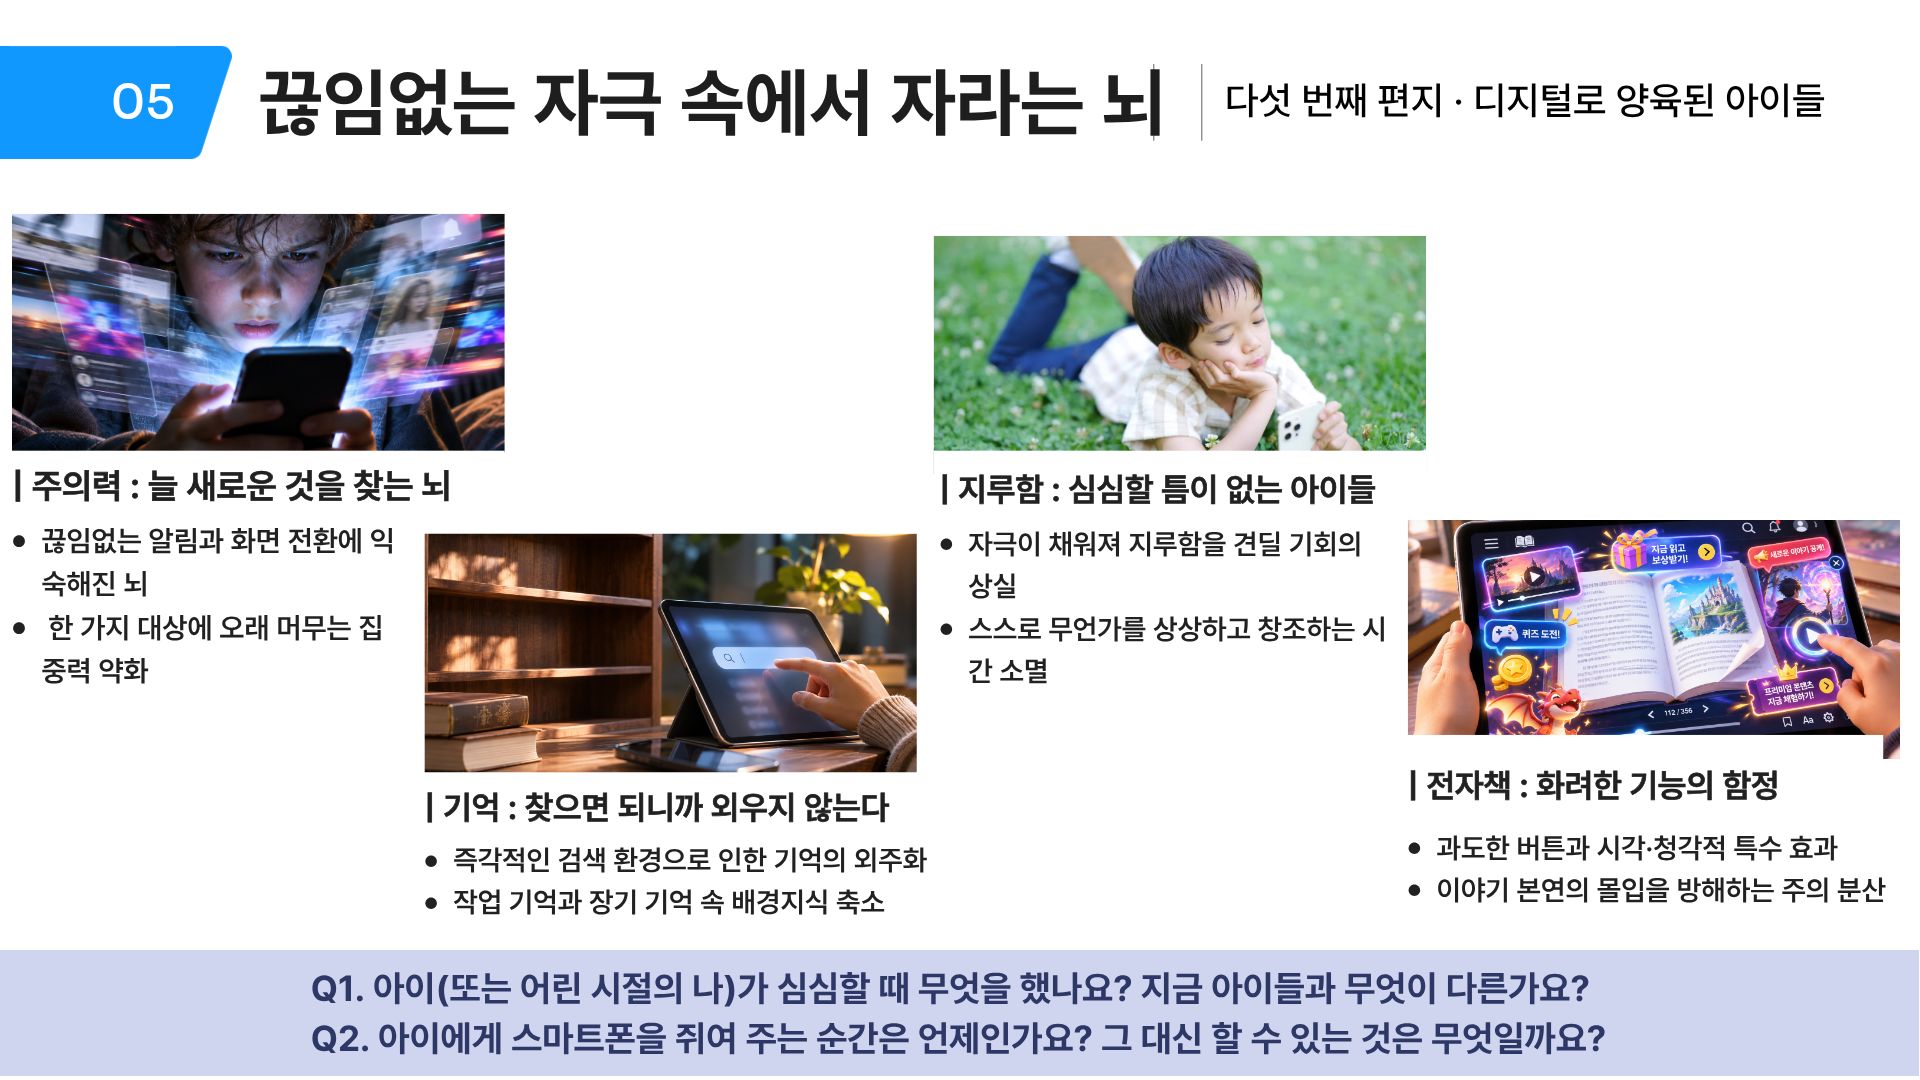 05
끊임없는 자극 속에서 자라는 뇌
다섯 번째 편지 · 디지털로 양육된 아이들
| 주의력 : 늘 새로운 것을 찾는 뇌
● 끊임없는 알림과 화면 전환에 익
숙해진 뇌
● 한 가지 대상에 오래 머무는 집
중력 약화
| 기억 : 찾으면 되니까 외우지 않는다
● 즉각적인 검색 환경으로 인한 기억의 외주화
● 작업 기억과 장기 기억 속 배경지식 축소
| 지루함 : 심심할 틈이 없는 아이들
● 자극이 채워져 지루함을 견딜 기회의
상실
● 스스로 무언가를 상상하고 창조하는 시
간 소멸
지금 읽고
보상받기!
새로운 이야기 공개!
퀴즈 도전!
프리미엄 콘텐츠
지금 체험하기!
112 / 356
Aa
| 전자책 : 화려한 기능의 함정
● 과도한 버튼과 시각·청각적 특수 효과
● 이야기 본연의 몰입을 방해하는 주의 분산
Q1. 아이(또는 어린 시절의 나)가 심심할 때 무엇을 했나요? 지금 아이들과 무엇이 다른가요?
Q2. 아이에게 스마트폰을 쥐여 주는 순간은 언제인가요? 그 대신 할 수 있는 것은 무엇일까요?